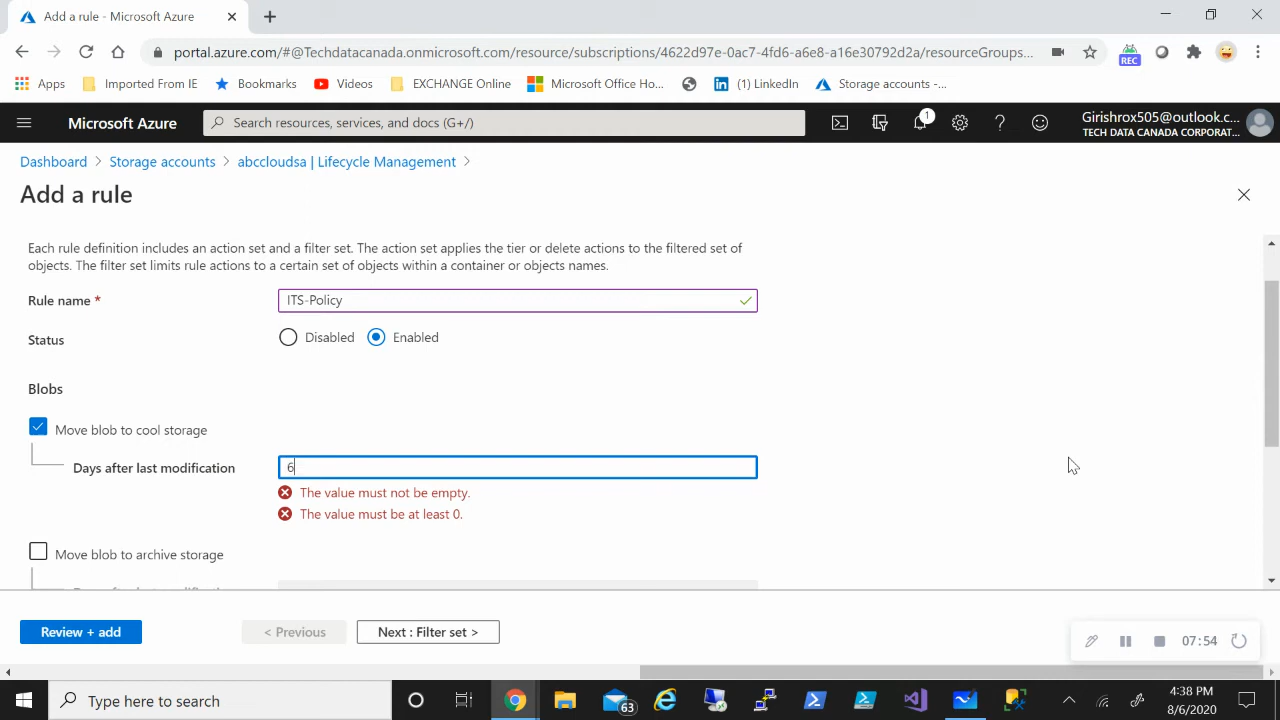 Add a rule - Microsoft Azure
portal.azure.com/#@Techdatacanada.onmicrosoft.com/resource/subscriptions/4622d97e-0ac7-4fd6-a6e8-a16e30792d2a/resourceGroups...
REC
Apps Imported From IE Bookmarks Videos EXCHANGE Online Microsoft Office Ho... (1) LinkedIn Storage accounts -...
Microsoft Azure Search resources, services, and docs (G+/) 1 Girishrox505@outlook.c...
TECH DATA CANADA CORPORAT...
Dashboard > Storage accounts > abccloudsa | Lifecycle Management >
Add a rule
Each rule definition includes an action set and a filter set. The action set applies the tier or delete actions to the filtered set of
objects. The filter set limits rule actions to a certain set of objects within a container or objects names.
Rule name * ITS-Policy
Status Disabled Enabled
Blobs
Move blob to cool storage
Days after last modification 6
The value must not be empty.
The value must be at least 0.
Move blob to archive storage
Review + add < Previous Next : Filter set >
07:54
Type here to search 63 4:38 PM
8/6/2020